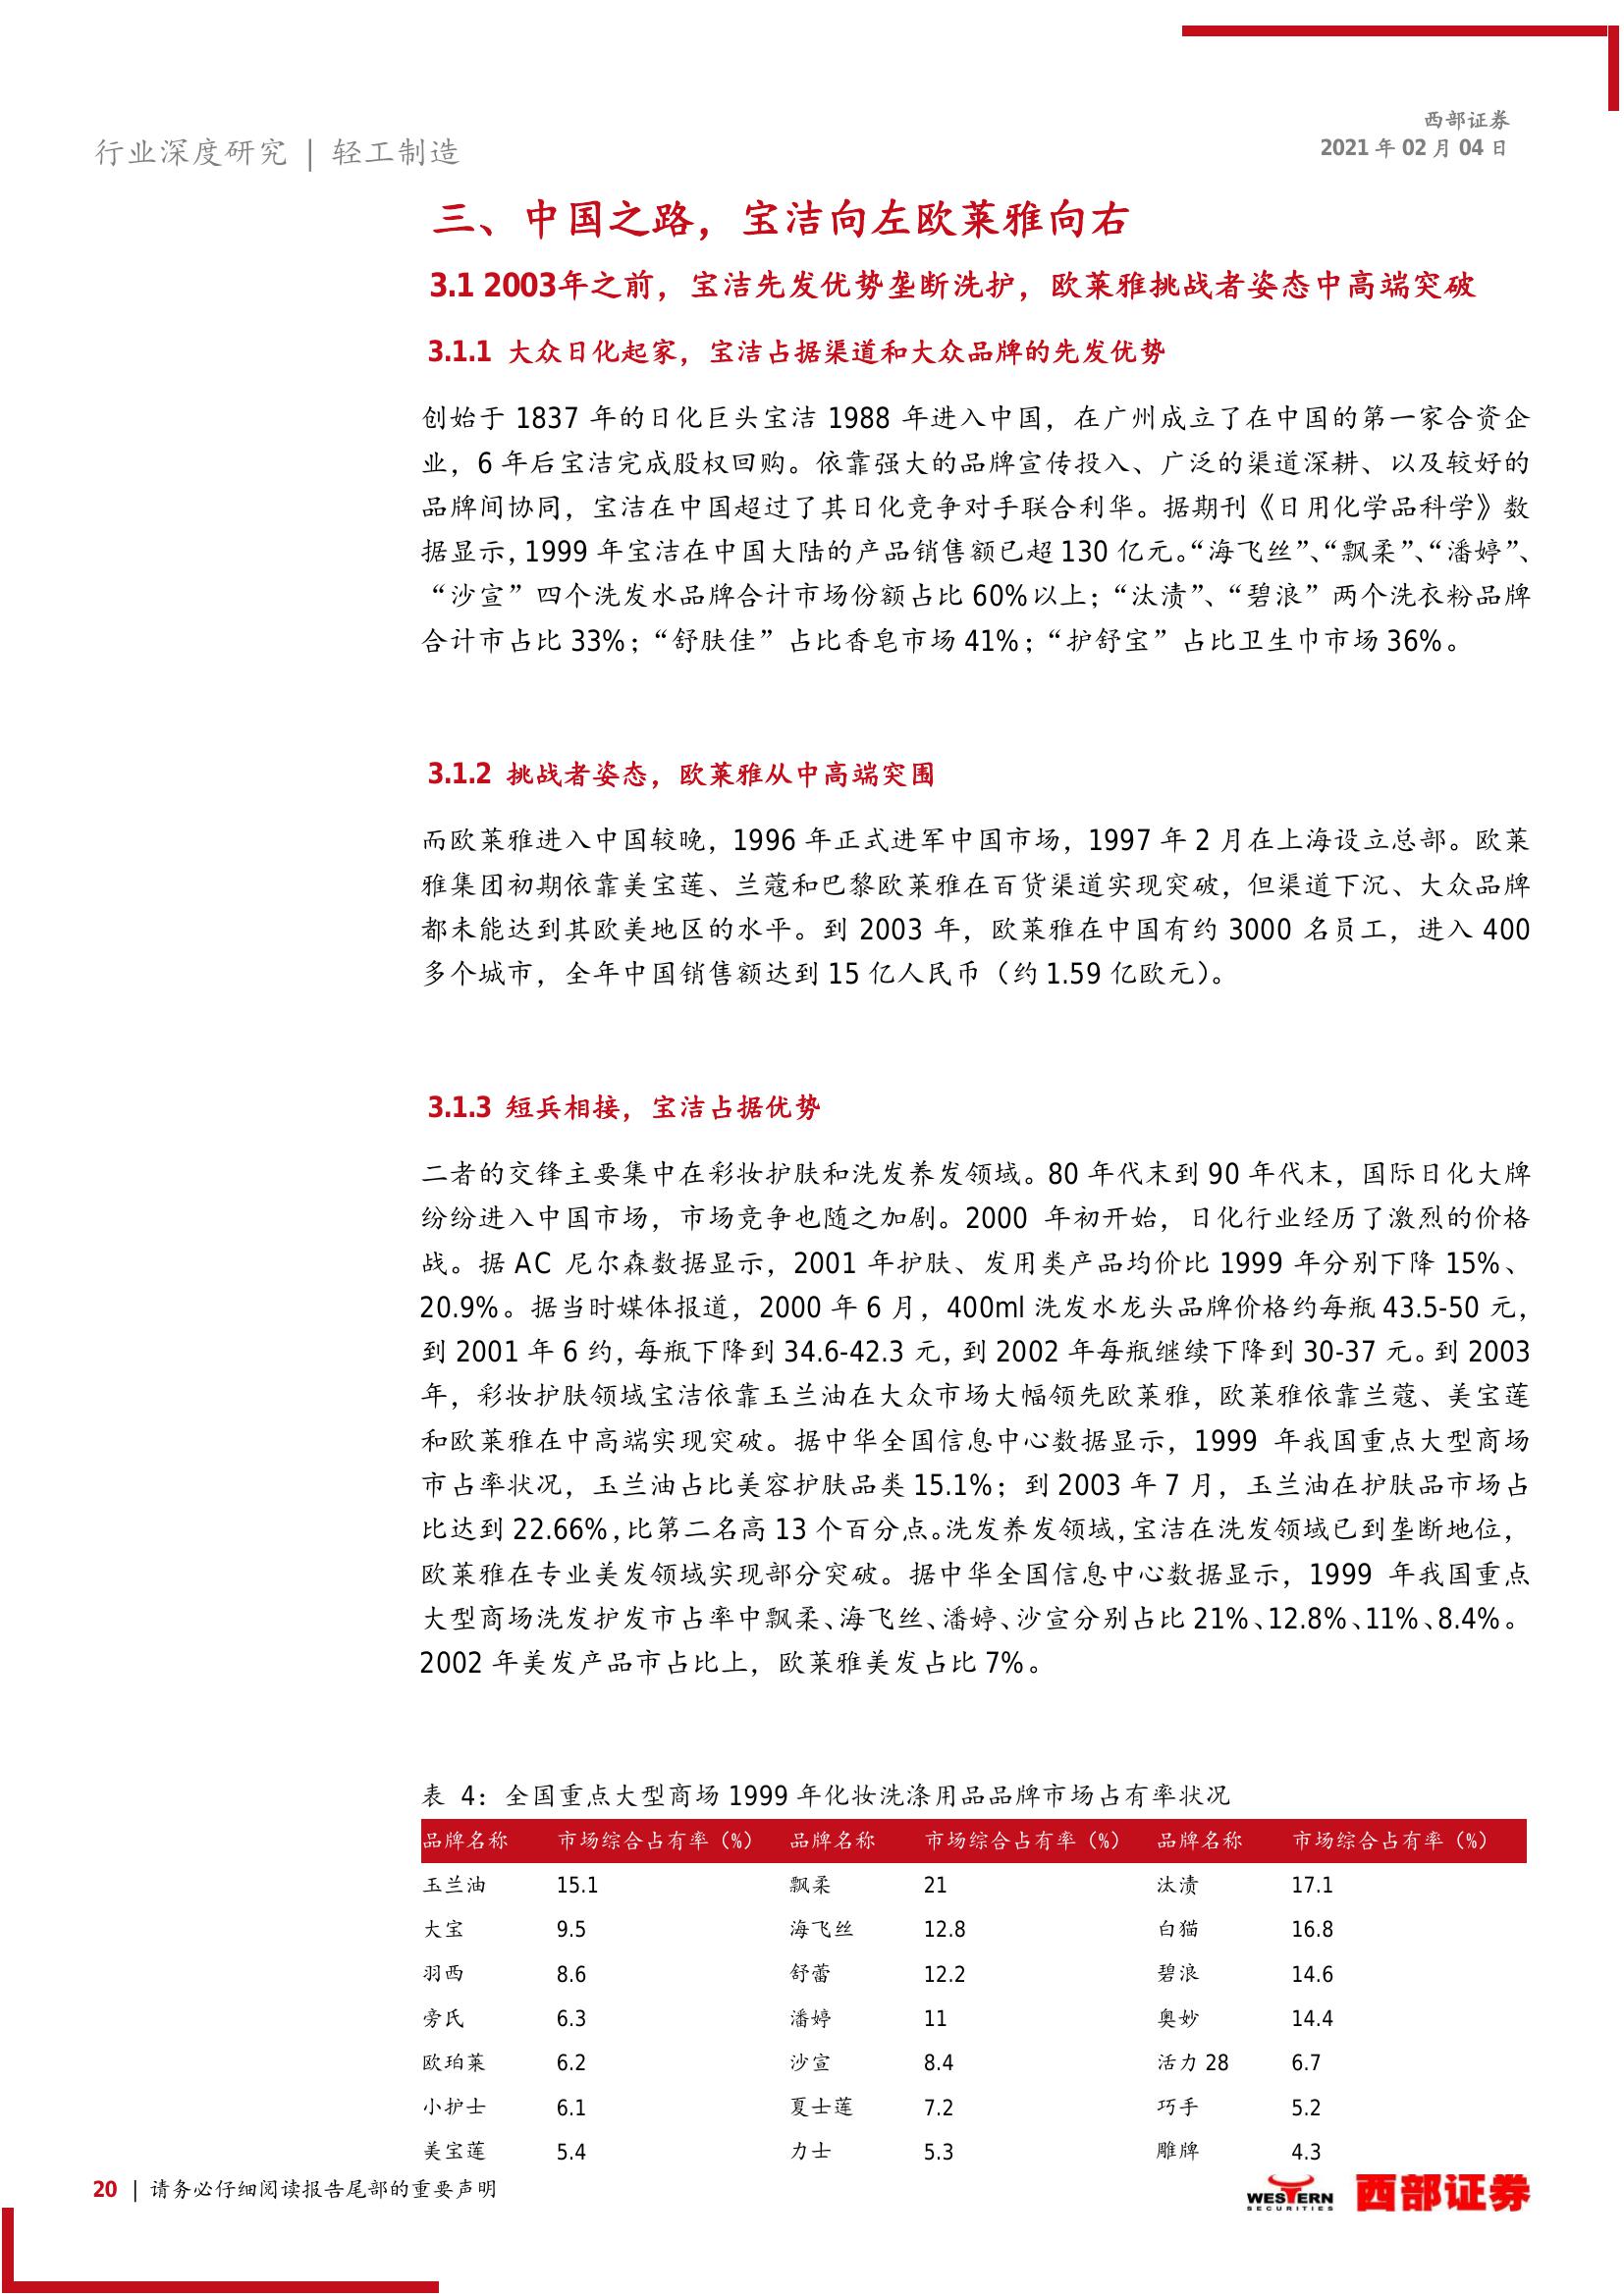 西部证券
2021 年 02 月 04 日
行业深度研究 | 轻工制造
三、中国之路，宝洁向左欧莱雅向右
3.1 2003年之前，宝洁先发优势垄断洗护，欧莱雅挑战者姿态中高端突破
3.1.1 大众日化起家，宝洁占据渠道和大众品牌的先发优势
创始于 1837 年的日化巨头宝洁 1988 年进入中国，在广州成立了在中国的第一家合资企
业，6 年后宝洁完成股权回购。依靠强大的品牌宣传投入、广泛的渠道深耕、以及较好的
品牌间协同，宝洁在中国超过了其日化竞争对手联合利华。据期刊《日用化学品科学》数
据显示，1999 年宝洁在中国大陆的产品销售额已超 130 亿元。“海飞丝”、“飘柔”、“潘婷”、
“沙宣”四个洗发水品牌合计市场份额占比 60%以上；“汰渍”、“碧浪”两个洗衣粉品牌
合计市占比 33%；“舒肤佳”占比香皂市场 41%；“护舒宝”占比卫生巾市场 36%。
3.1.2 挑战者姿态，欧莱雅从中高端突围
而欧莱雅进入中国较晚，1996 年正式进军中国市场，1997 年 2 月在上海设立总部。欧莱
雅集团初期依靠美宝莲、兰蔻和巴黎欧莱雅在百货渠道实现突破，但渠道下沉、大众品牌
都未能达到其欧美地区的水平。到 2003 年，欧莱雅在中国有约 3000 名员工，进入 400
多个城市，全年中国销售额达到 15 亿人民币（约 1.59 亿欧元）。
3.1.3 短兵相接，宝洁占据优势
二者的交锋主要集中在彩妆护肤和洗发养发领域。80 年代末到 90 年代末，国际日化大牌
纷纷进入中国市场，市场竞争也随之加剧。2000 年初开始，日化行业经历了激烈的价格
战。据 AC 尼尔森数据显示，2001 年护肤、发用类产品均价比 1999 年分别下降 15%、
20.9%。据当时媒体报道，2000 年 6 月，400ml 洗发水龙头品牌价格约每瓶 43.5-50 元，
到 2001 年 6 约，每瓶下降到 34.6-42.3 元，到 2002 年每瓶继续下降到 30-37 元。到 2003
年，彩妆护肤领域宝洁依靠玉兰油在大众市场大幅领先欧莱雅，欧莱雅依靠兰蔻、美宝莲
和欧莱雅在中高端实现突破。据中华全国信息中心数据显示，1999 年我国重点大型商场
市占率状况，玉兰油占比美容护肤品类 15.1%；到 2003 年 7 月，玉兰油在护肤品市场占
比达到 22.66%，比第二名高 13 个百分点。洗发养发领域，宝洁在洗发领域已到垄断地位，
欧莱雅在专业美发领域实现部分突破。据中华全国信息中心数据显示，1999 年我国重点
大型商场洗发护发市占率中飘柔、海飞丝、潘婷、沙宣分别占比 21%、12.8%、11%、8.4%。
2002 年美发产品市占比上，欧莱雅美发占比 7%。
表 4：全国重点大型商场 1999 年化妆洗涤用品品牌市场占有率状况
品牌名称 市场综合占有率（%） 品牌名称 市场综合占有率（%） 品牌名称 市场综合占有率（%）
玉兰油 15.1 飘柔 21 汰渍 17.1
大宝 9.5 海飞丝 12.8 白猫 16.8
羽西 8.6 舒蕾 12.2 碧浪 14.6
旁氏 6.3 潘婷 11 奥妙 14.4
欧珀莱 6.2 沙宣 8.4 活力 28 6.7
小护士 6.1 夏士莲 7.2 巧手 5.2
美宝莲 5.4 力士 5.3 雕牌 4.3
20 | 请务必仔细阅读报告尾部的重要声明
WESTERN
SECURITIES
西部证券